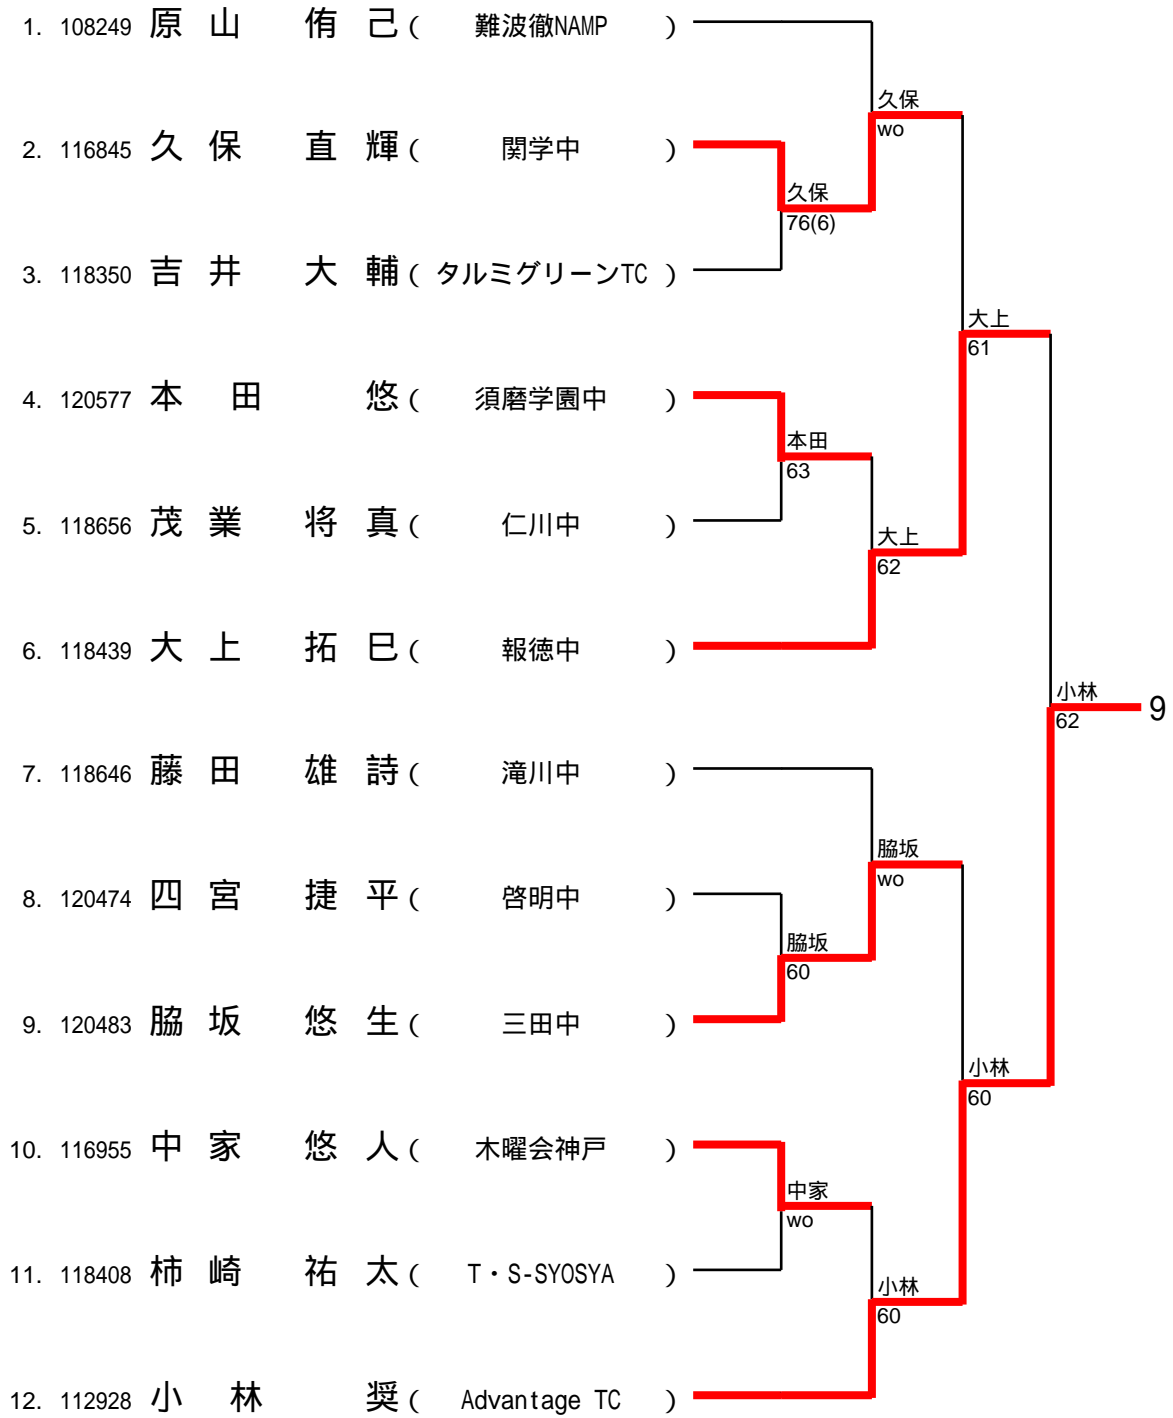 1. 108249 原 山 侑 己 ( 難波徹NAMP )
久保
wo
2. 116845 久 保 直 輝 ( 関学中 )
久保
76(6)
3. 118350 吉 井 大 輔 ( タルミグリーンTC )
大上
61
4. 120577 本 田 悠 ( 須磨学園中 )
本田
63
5. 118656 茂 業 将 真 ( 仁川中 )
大上
62
6. 118439 大 上 拓 巳 ( 報徳中 )
小林
62
9
7. 118646 藤 田 雄 詩 ( 滝川中 )
脇坂
wo
8. 120474 四 宮 捷 平 ( 啓明中 )
脇坂
60
9. 120483 脇 坂 悠 生 ( 三田中 )
小林
60
10. 116955 中 家 悠 人 ( 木曜会神戸 )
中家
wo
11. 118408 柿 崎 祐 太 ( T・S-SYOSYA )
小林
60
12. 112928 小 林 奨 ( Advantage TC )